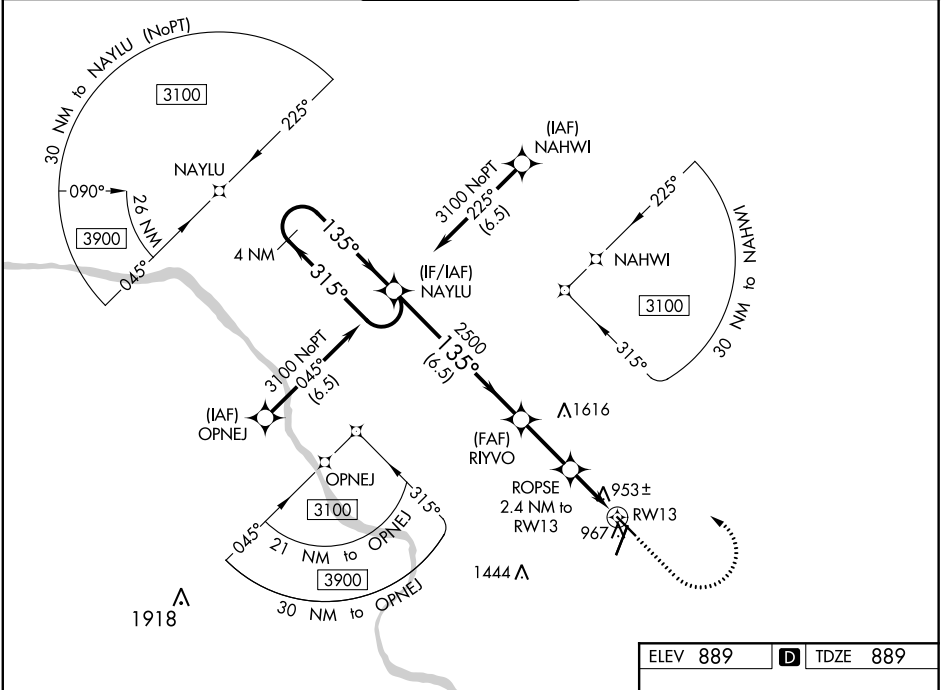 30 NM to NAYLU (NoPT)
3100
225°
NAYLU
090°
26 NM
3900
045°
(IAF)
NAHWI
3100 NoPT
225°
(6.5)
135°
4 NM
315°
(IF/IAF)
NAYLU
225°
NAHWI
3100
30 NM to NAHWI
315°
2500
135°
(6.5)
3100 NoPT
045°
(6.5)
(IAF)
OPNEJ
1616
(FAF)
RIYVO
OPNEJ
3100
315°
045°
21 NM to OPNEJ
3900
30 NM to OPNEJ
ROPSE
2.4 NM to
RW13
953±
RW13
967
1444
1918
ELEV 889 D TDZE 889